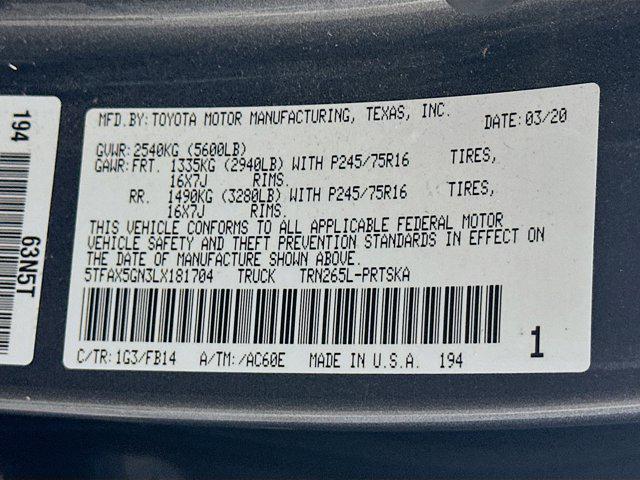 MFD.BY:TOYOTA MOTOR MANUFACTURING, TEXAS, INC. DATE:03/20
GVWR:2540KG (5600LB)
GAWR:FRT. 1335KG (2940LB) WITH P245/75R16 TIRES,
16X7J RIMS.
RR. 1490KG (3280LB) WITH P245/75R16 TIRES,
16X7J RIMS.
THIS VEHICLE CONFORMS TO ALL APPLICABLE FEDERAL MOTOR
VEHICLE SAFETY AND THEFT PREVENTION STANDARDS IN EFFECT ON
THE DATE OF MANUFACTURE SHOWN ABOVE.
5TFAX5GN3LX181704 TRUCK TRN265L-PRTSKA
C/TR:1G3/FB14 A/TM:/AC60E MADE IN U.S.A. 194 1
194 63N5T